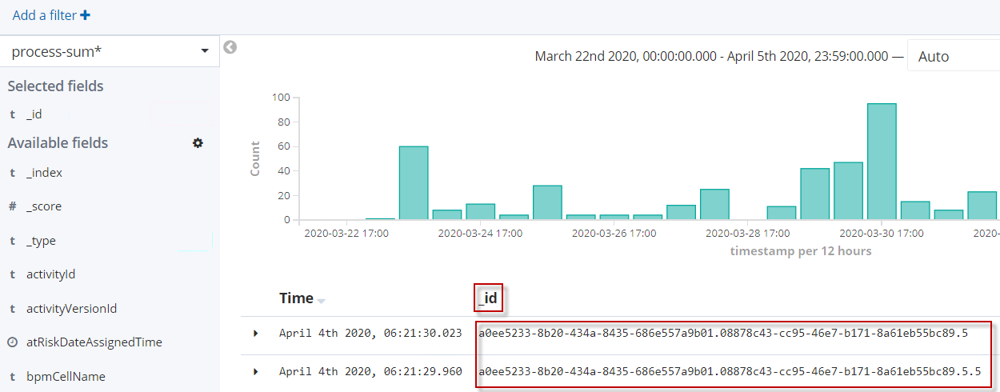 Add a filter +
process-sum*
Selected fields
t _id
Available fields
t _index
# _score
t _type
t activityId
t activityVersionId
atRiskDateAssignedTime
t bpmCellName
March 22nd 2020, 00:00:00.000 - April 5th 2020, 23:59:00.000 — Auto
Count
100
80
60
40
20
0
2020-03-22 17:00 2020-03-24 17:00 2020-03-26 17:00 2020-03-28 17:00 2020-03-30 17:00 2020-
timestamp per 12 hours
Time _id
April 4th 2020, 06:21:30.023 a0ee5233-8b20-434a-8435-686e557a9b01.08878c43-cc95-46e7-b171-8a61eb55bc89.5
April 4th 2020, 06:21:29.960 a0ee5233-8b20-434a-8435-686e557a9b01.08878c43-cc95-46e7-b171-8a61eb55bc89.5.5